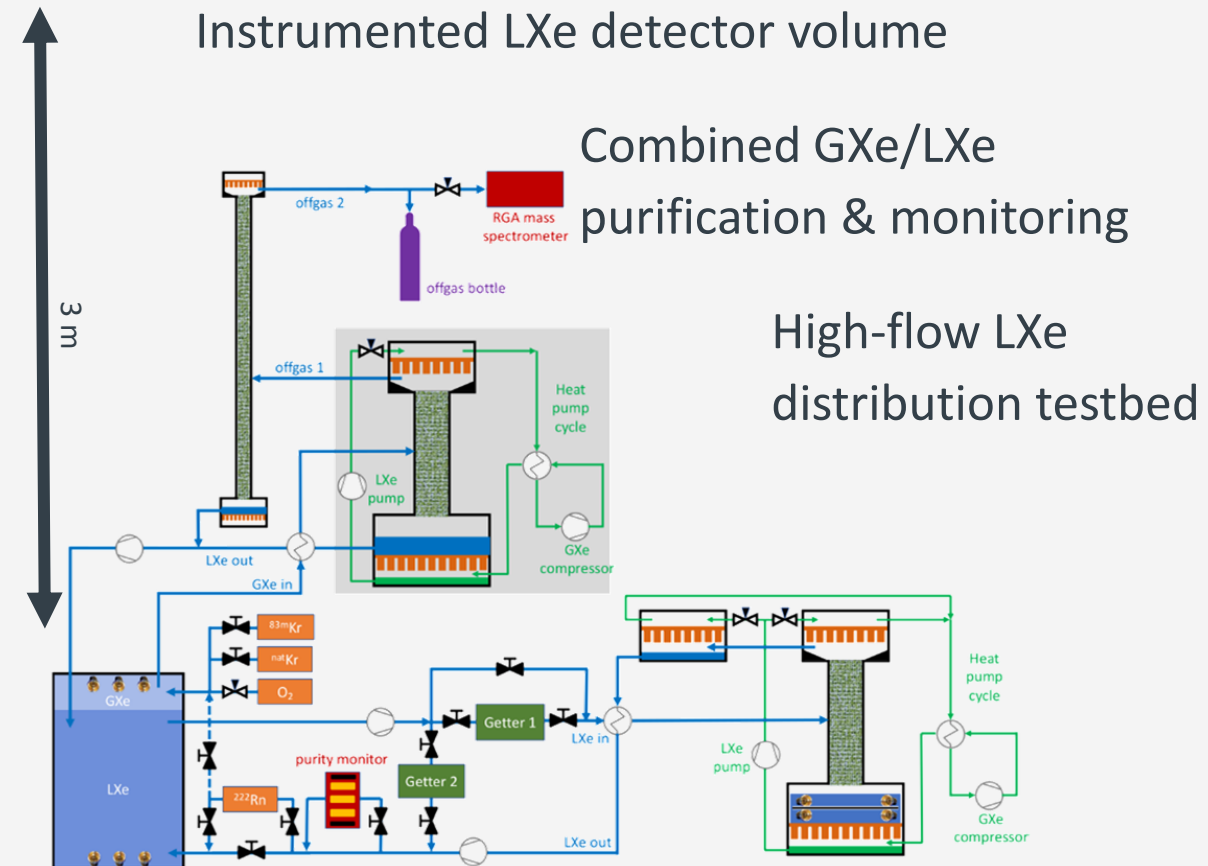 Instrumented LXe detector volume
Combined GXe/LXe
purification & monitoring
High-flow LXe
distribution testbed
3 m
offgas 2
RGA mass
spectrometer
offgas bottle
offgas 1
Heat
pump
cycle
LXe
pump
GXe
compressor
LXe out
GXe in
⁸³ᵐKr
ⁿᵃᵗKr
O₂
GXe
LXe
Getter 1
LXe in
purity monitor
Getter 2
²²²Rn
LXe out
Heat
pump
cycle
LXe
pump
GXe
compressor